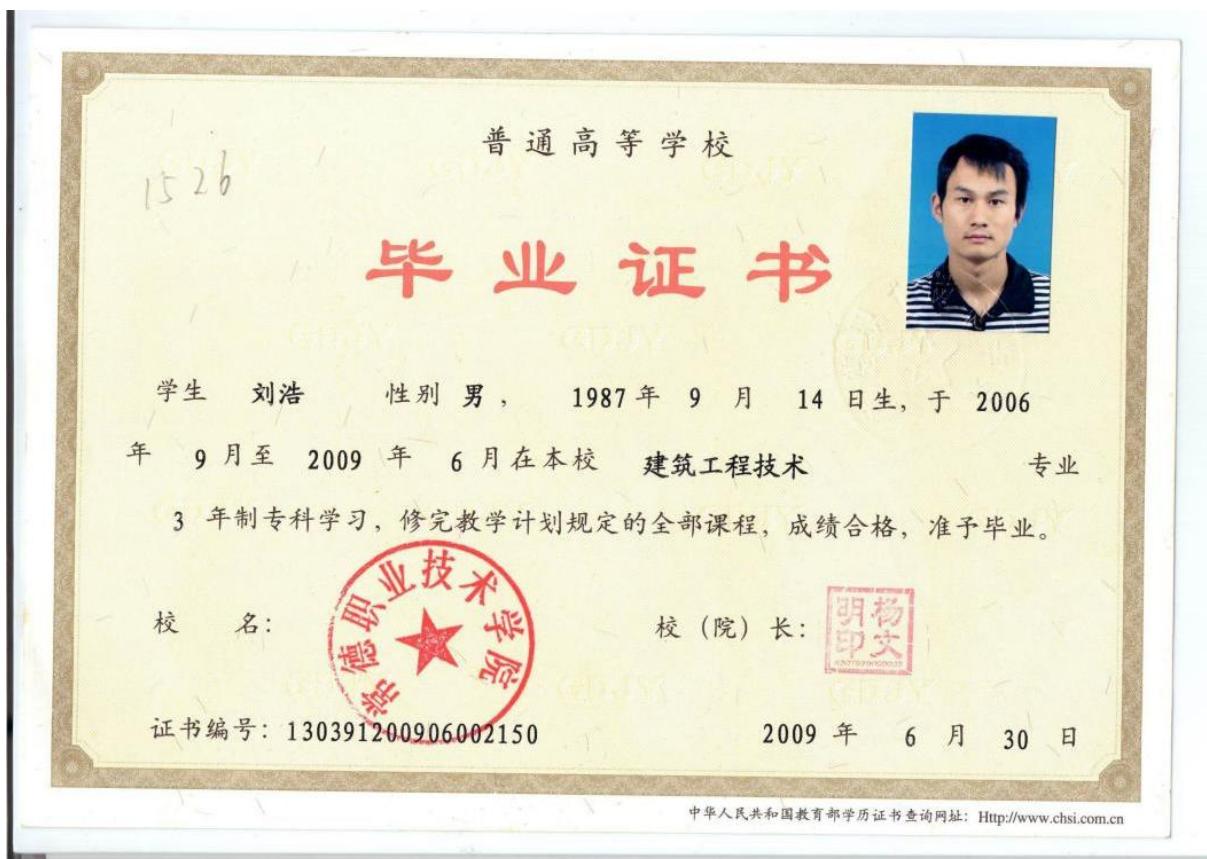 普通高等学校
1526
毕业证书
学生 刘浩 性别 男， 1987 年 9 月 14 日生，于 2006
年 9 月至 2009 年 6 月在本校 建筑工程技术 专业
3 年制专科学习，修完教学计划规定的全部课程，成绩合格，准予毕业。
校 名：
常德职业技术学院
校（院）长：
杨文明印
证书编号：130391200906002150
2009 年 6 月 30 日
中华人民共和国教育部学历证书查询网址：Http://www.chsi.com.cn